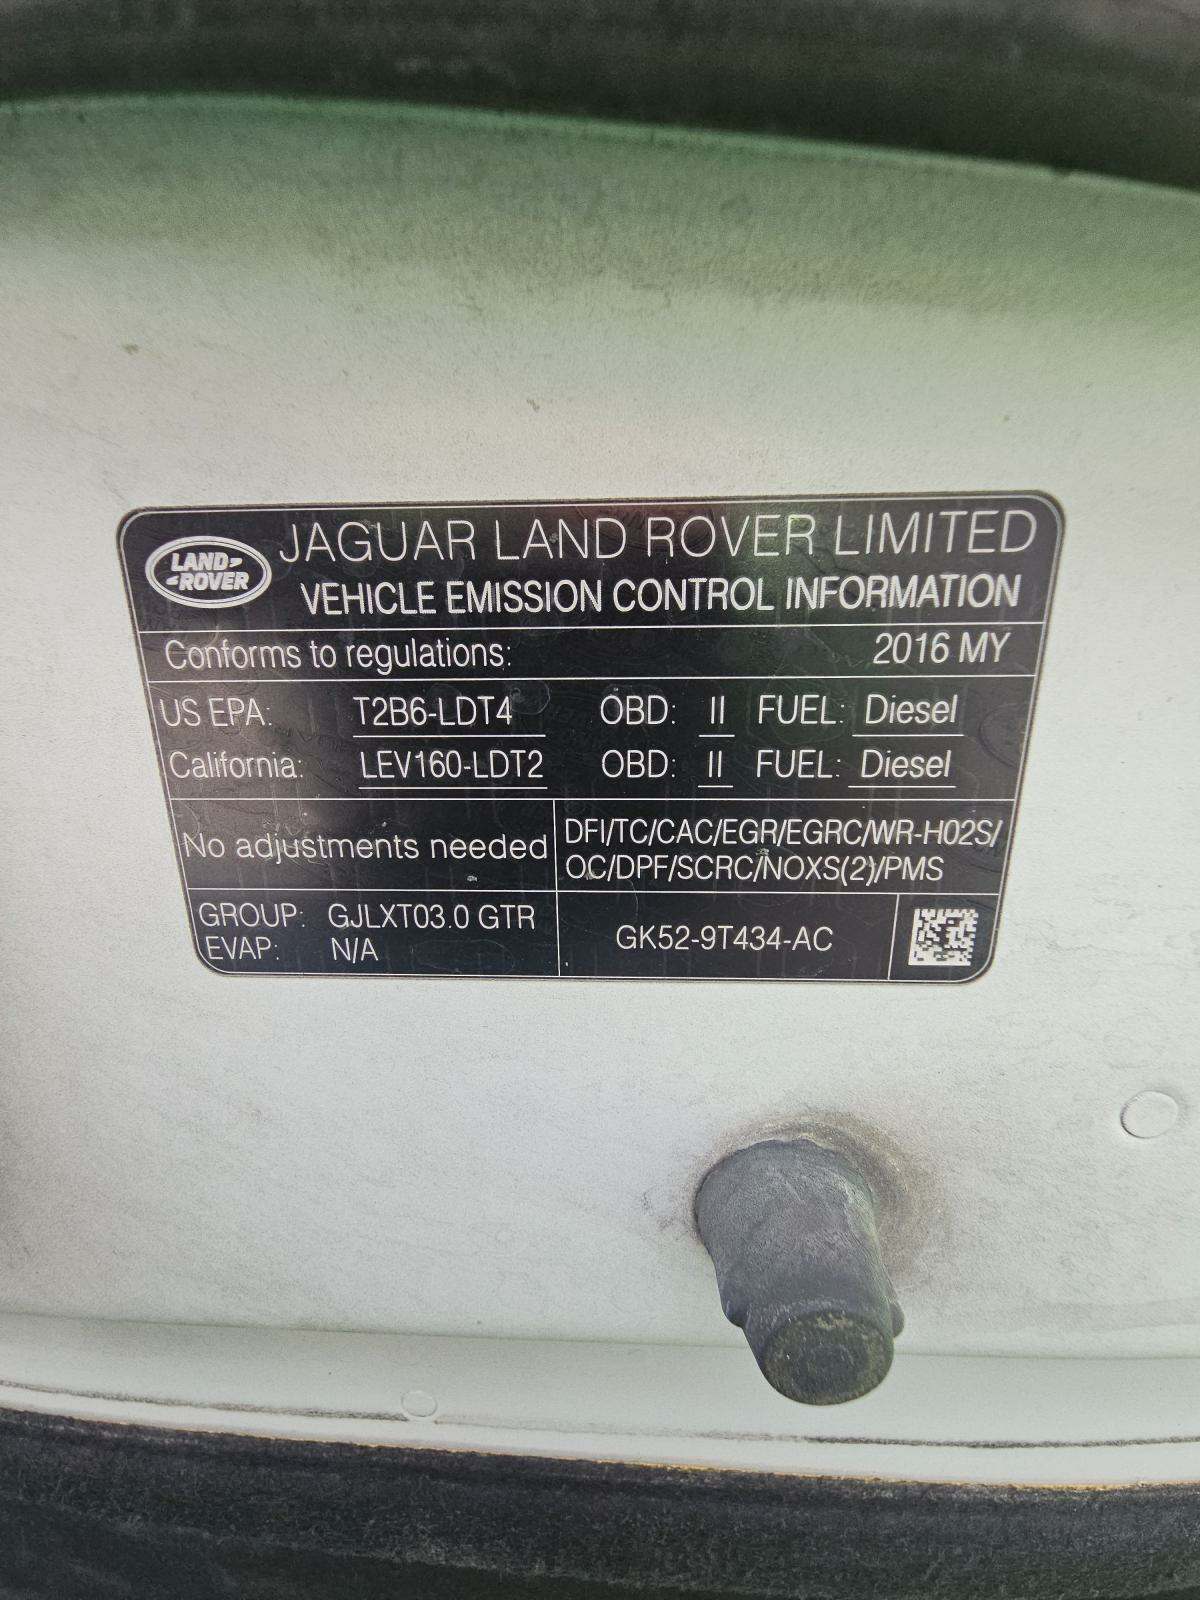 LAND-
-ROVER
JAGUAR LAND ROVER LIMITED
VEHICLE EMISSION CONTROL INFORMATION
Conforms to regulations: 2016 MY
US EPA: T2B6-LDT4 OBD: II FUEL: Diesel
California: LEV160-LDT2 OBD: II FUEL: Diesel
No adjustments needed
DFI/TC/CAC/EGR/EGRC/WR-HO2S/
OC/DPF/SCRC/NOXS(2)/PMS
GROUP: GJLXT03.0 GTR
EVAP: N/A
GK52-9T434-AC